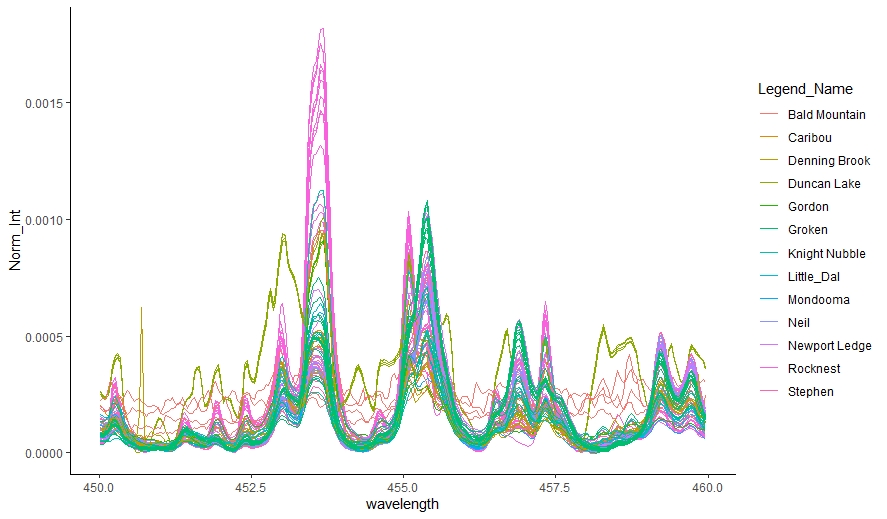 0.0015
0.0010
0.0005
0.0000
Norm_Int
450.0 452.5 455.0 457.5 460.0
wavelength
Legend_Name
Bald Mountain
Caribou
Denning Brook
Duncan Lake
Gordon
Groken
Knight Nubble
Little_Dal
Mondooma
Neil
Newport Ledge
Rocknest
Stephen